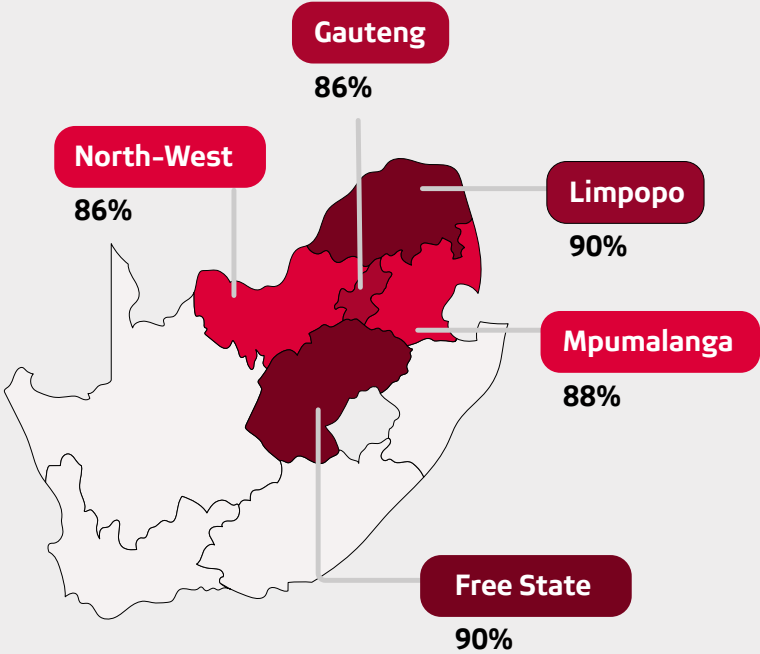 Gauteng
86%
North-West
86%
Limpopo
90%
Mpumalanga
88%
Free State
90%